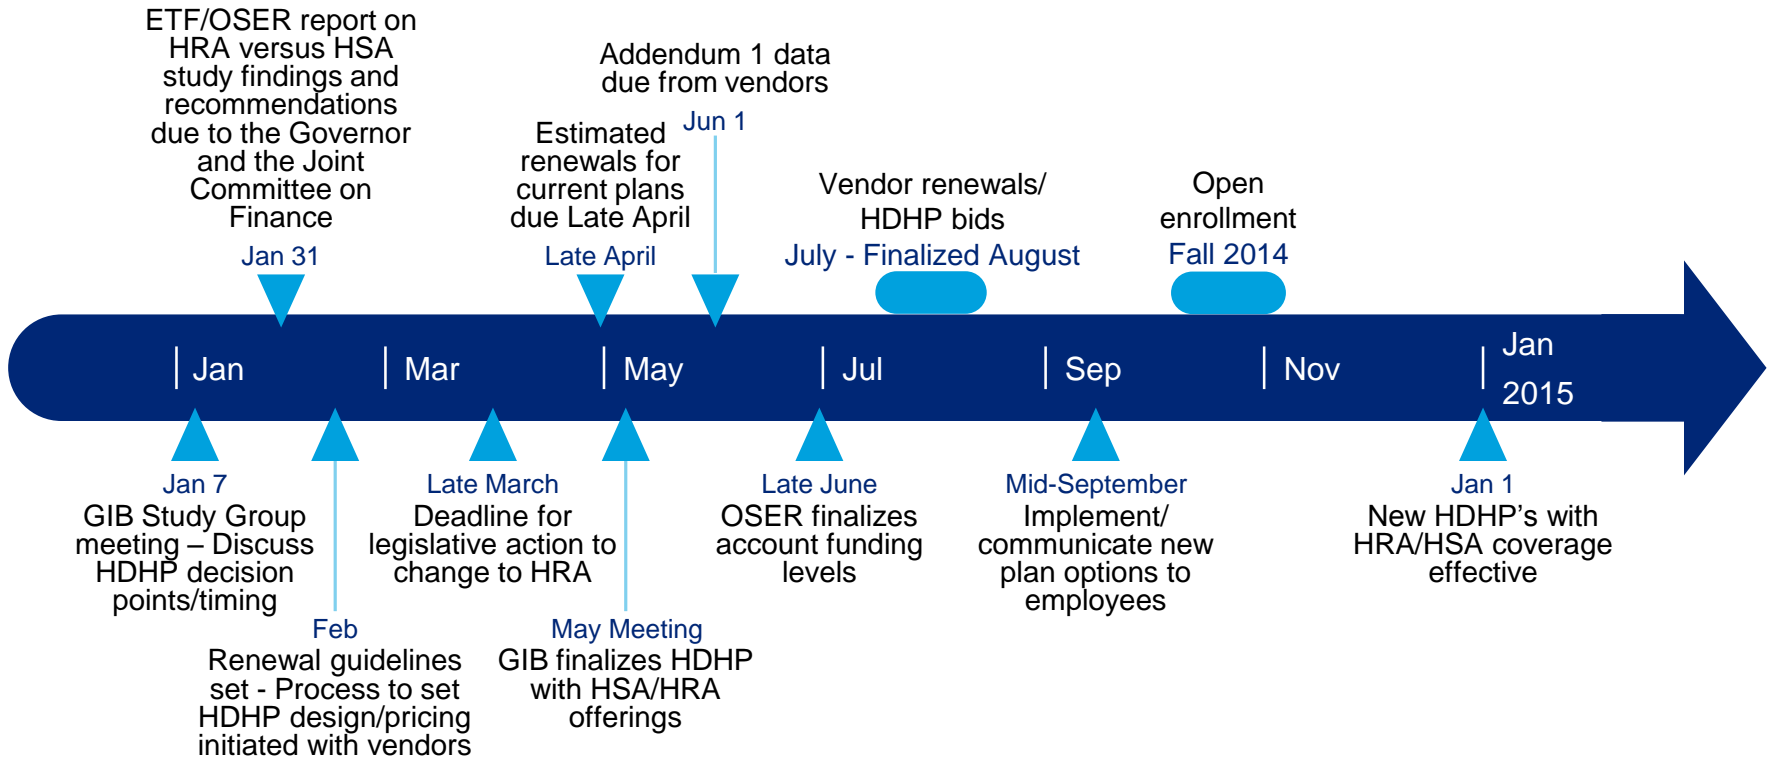 ETF/OSER report on
HRA versus HSA
study findings and
recommendations
due to the Governor
and the Joint
Committee on
Finance
Jan 31
Estimated
renewals for
current plans
due Late April
Late April
Addendum 1 data
due from vendors
Jun 1
Vendor renewals/
HDHP bids
July - Finalized August
Open
enrollment
Fall 2014
Jan
Mar
May
Jul
Sep
Nov
Jan
2015
Jan 7
GIB Study Group
meeting – Discuss
HDHP decision
points/timing
Feb
Renewal guidelines
set - Process to set
HDHP design/pricing
initiated with vendors
Late March
Deadline for
legislative action to
change to HRA
May Meeting
GIB finalizes HDHP
with HSA/HRA
offerings
Late June
OSER finalizes
account funding
levels
Mid-September
Implement/
communicate new
plan options to
employees
Jan 1
New HDHP's with
HRA/HSA coverage
effective